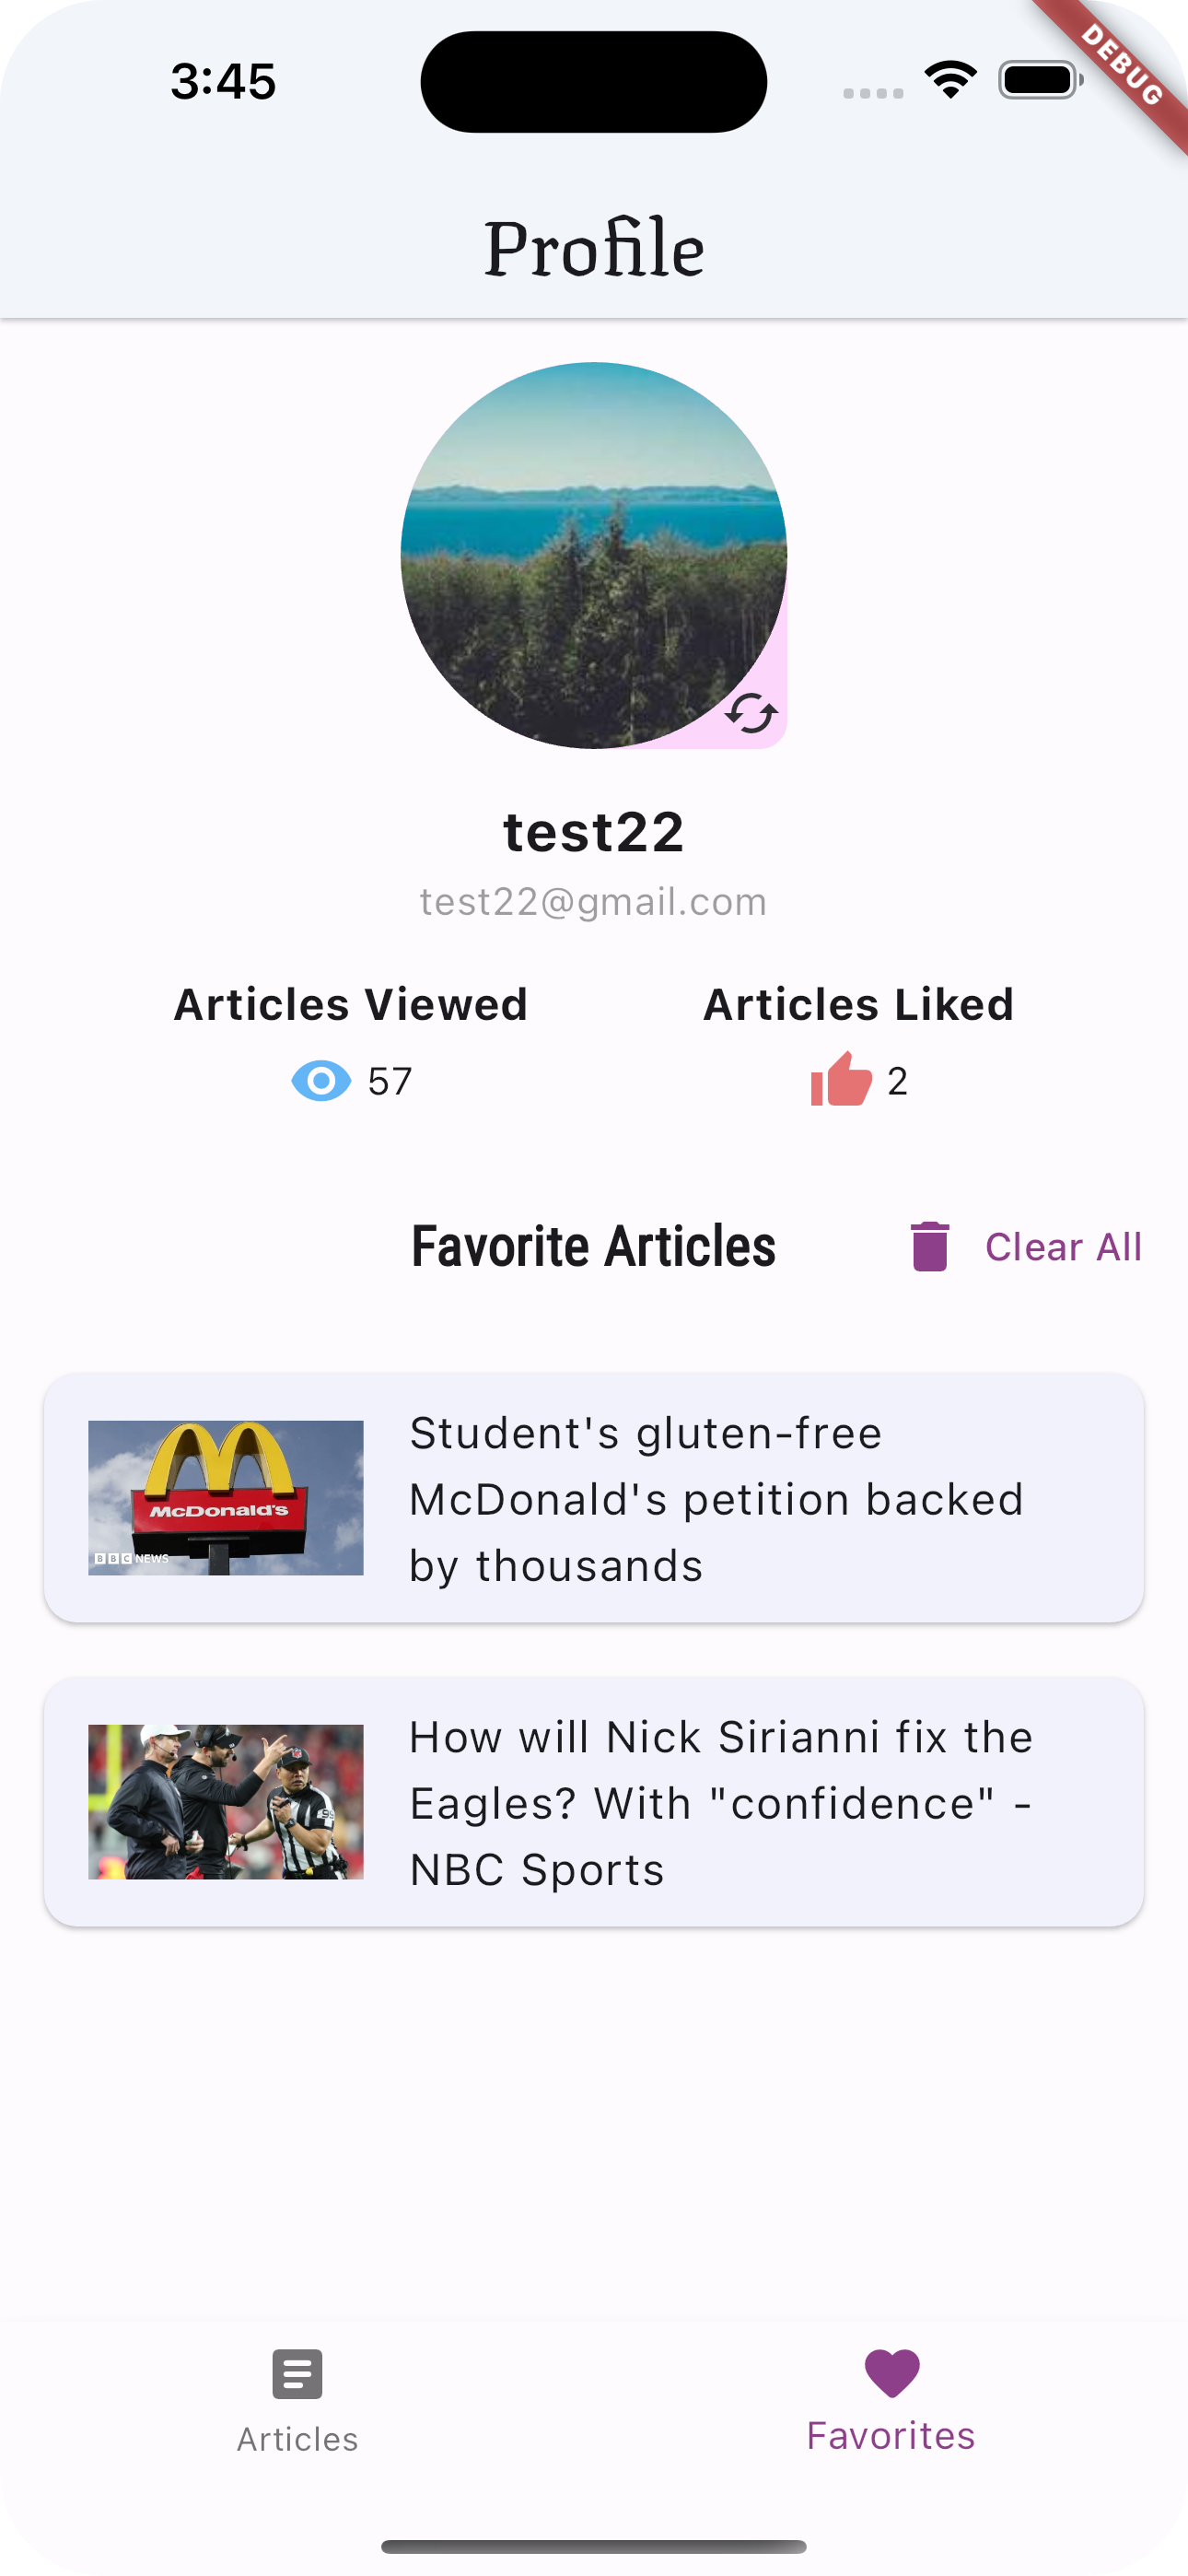 3:45
DEBUG
Profile
test22
test22@gmail.com
Articles Viewed
57
Articles Liked
2
Favorite Articles
Clear All
McDonald's
BBC NEWS
Student's gluten-free
McDonald's petition backed
by thousands
How will Nick Sirianni fix the
Eagles? With "confidence" -
NBC Sports
Articles
Favorites